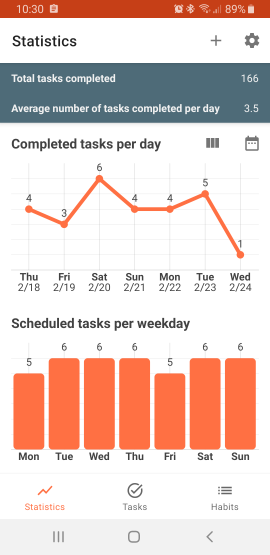 10:30 89%
Statistics
Total tasks completed 166
Average number of tasks completed per day 3.5
Completed tasks per day
4 3 6 4 4 5 1
Thu Fri Sat Sun Mon Tue Wed
2/18 2/19 2/20 2/21 2/22 2/23 2/24
Scheduled tasks per weekday
5 6 6 6 5 6 6
Mon Tue Wed Thu Fri Sat Sun
Statistics Tasks Habits